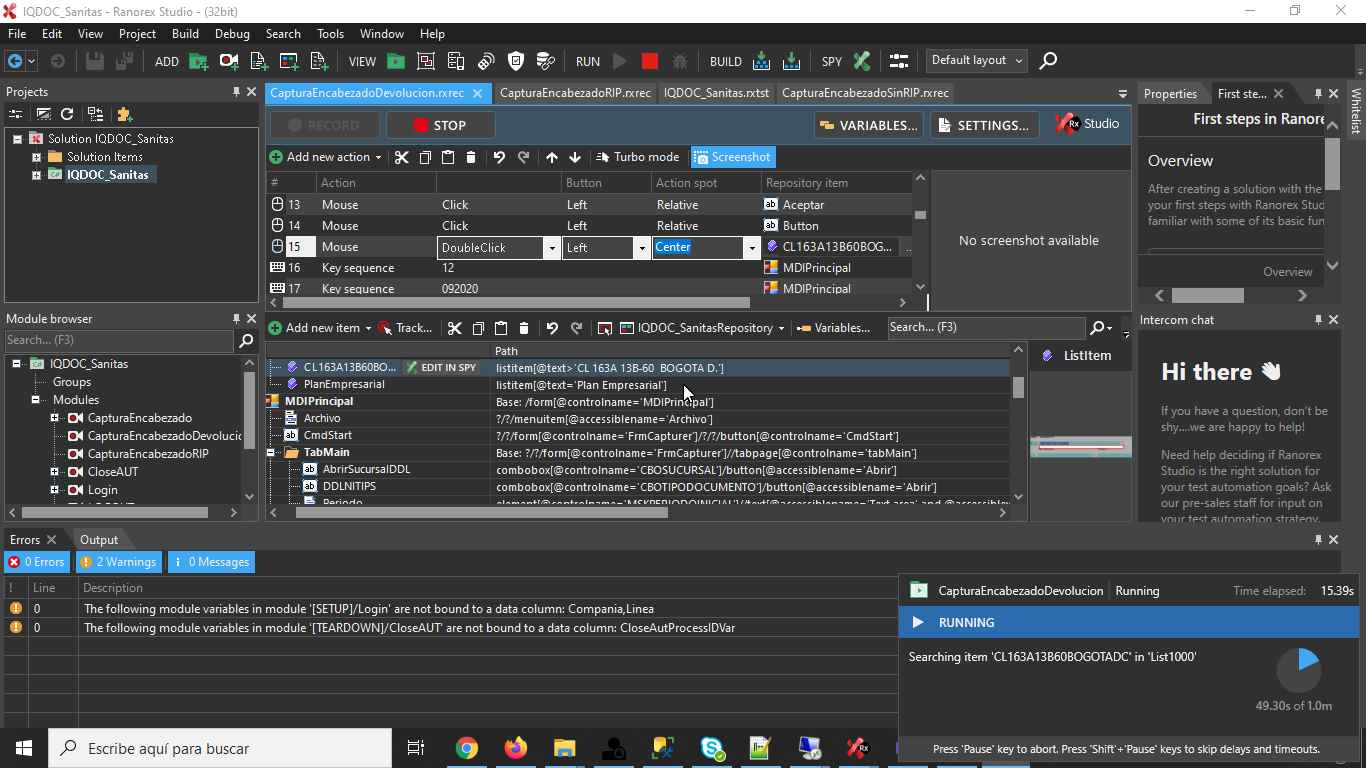 IQDOC_Sanitas - Ranorex Studio - (32bit)
File Edit View Project Build Debug Search Tools Window Help
ADD VIEW RUN BUILD SPY Default layout
Projects
Solution IQDOC_Sanitas
Solution Items
IQDOC_Sanitas
CapturaEncabezadoDevolucion.rxrec CapturaEncabezadoRIP.rxrec IQDOC_Sanitas.rxtst CapturaEncabezadoSinRIP.rxrec
RECORD STOP VARIABLES... SETTINGS... Rx Studio
Add new action Turbo mode Screenshot
# Action Button Action spot Repository item
13 Mouse Click Left Relative Aceptar
14 Mouse Click Left Relative Button
15 Mouse DoubleClick Left Center CL163A13B60BOG... ..
16 Key sequence 12 MDIPrincipal
17 Key sequence 092020 MDIPrincipal
No screenshot available
Properties First ste...
First steps in Ranore
Overview
After creating a solution with the
your first steps with Ranorex Stud
familiar with some of its basic fun
Overview
Whitelist
Module browser
Search... (F3)
IQDOC_Sanitas
Groups
Modules
CapturaEncabezado
CapturaEncabezadoDevolucic
CapturaEncabezadoRIP
CloseAUT
Login
Add new item Track... IQDOC_SanitasRepository Variables... Search... (F3)
Path
CL163A13B60BO... EDIT IN SPY listitem[@text>'CL 163A 13B-60 BOGOTA D.']
PlanEmpresarial listitem[@text='Plan Empresarial']
MDIPrincipal Base: /form[@controlname='MDIPrincipal']
Archivo ?/?/menuitem[@accessiblename='Archivo']
CmdStart ?/?/form[@controlname='FrmCapturer']/?/?/button[@controlname='CmdStart']
TabMain Base: ?/?/form[@controlname='FrmCapturer']//tabpage[@controlname='tabMain']
AbrirSucursalDDL combobox[@controlname='CBOSUCURSAL']/button[@accessiblename='Abrir']
DDLNITIPS combobox[@controlname='CBOTIPODOCUMENTO']/button[@accessiblename='Abrir']
Periodo element[@controlname='MSKPERIODOINICIAL']/text[@accessiblename='Text area' and @accessible
ListItem
Intercom chat
Hi there
If you have a question, don't be
shy....we are happy to help!
Need help deciding if Ranorex
Studio is the right solution for
your test automation goals? Ask
our pre-sales staff for input on
your test automation strategy.
Errors Output
0 Errors 2 Warnings 0 Messages
! Line Description
0 The following module variables in module '[SETUP]/Login' are not bound to a data column: Compania,Linea
0 The following module variables in module '[TEARDOWN]/CloseAUT' are not bound to a data column: CloseAutProcessIDVar
CapturaEncabezadoDevolucion Running Time elapsed: 15.39s
RUNNING
Searching item 'CL163A13B60BOGOTADC' in 'List1000'
49.30s of 1.0m
Press 'Pause' key to abort. Press 'Shift'+'Pause' keys to skip delays and timeouts.
Escribe aquí para buscar